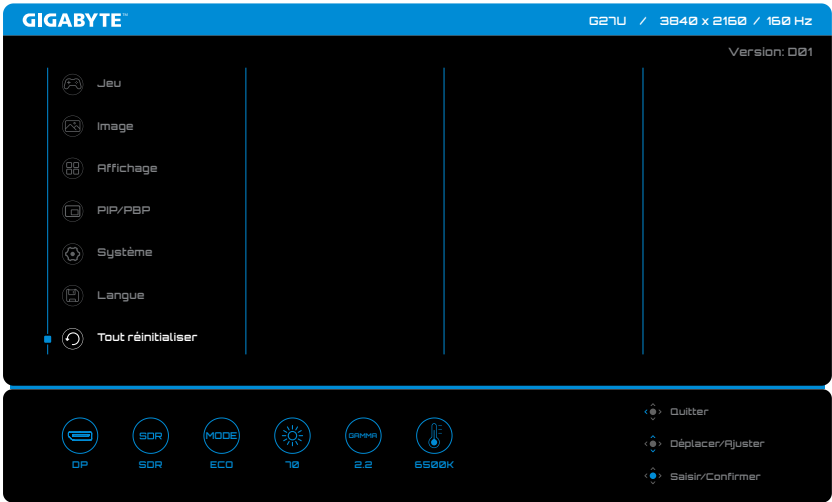 GIGABYTE™
G27U / 3840 x 2160 / 160 Hz
Version: D01
Jeu
Image
Affichage
PIP/PBP
Système
Langue
Tout réinitialiser
SDR
MODE
GAMMA
DP
SDR
ECO
70
2.2
6500K
Quitter
Déplacer/Ajuster
Saisir/Confirmer